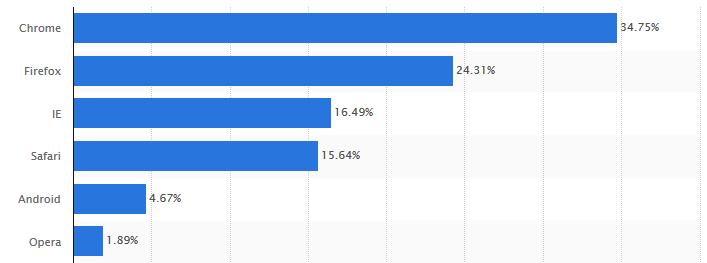 Chrome 34.75%
Firefox 24.31%
IE 16.49%
Safari 15.64%
Android 4.67%
Opera 1.89%